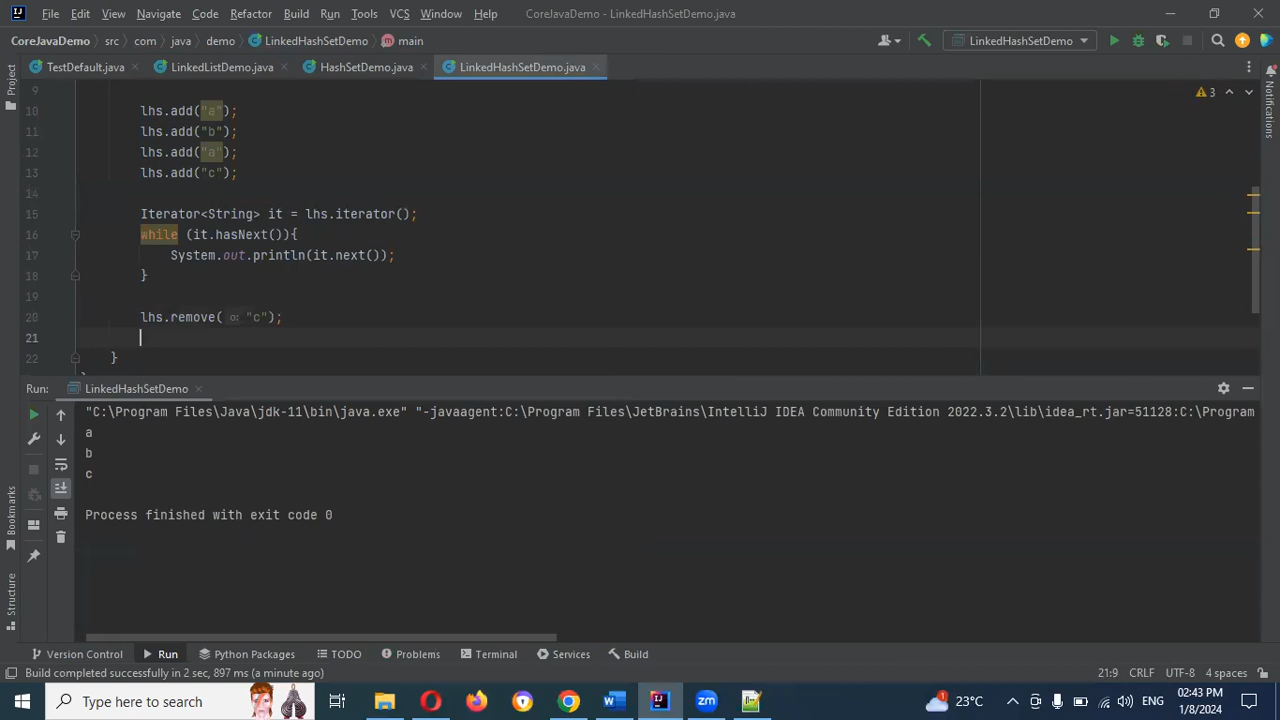 File Edit View Navigate Code Refactor Build Run Tools VCS Window Help CoreJavaDemo - LinkedHashSetDemo.java
CoreJavaDemo src com java demo LinkedHashSetDemo main LinkedHashSetDemo
TestDefault.java LinkedListDemo.java HashSetDemo.java LinkedHashSetDemo.java
Project
Notifications
9
3
10 lhs.add("a");
11 lhs.add("b");
12 lhs.add("a");
13 lhs.add("c");
14
15 Iterator<String> it = lhs.iterator();
16 while (it.hasNext()){
17 System.out.println(it.next());
18 }
19
20 lhs.remove( o: "c");
21
22 }
Run: LinkedHashSetDemo
"C:\Program Files\Java\jdk-11\bin\java.exe" "-javaagent:C:\Program Files\JetBrains\IntelliJ IDEA Community Edition 2022.3.2\lib\idea_rt.jar=51128:C:\Program
a
b
c
Process finished with exit code 0
Bookmarks
Structure
Version Control Run Python Packages TODO Problems Terminal Services Build
Build completed successfully in 2 sec, 897 ms (a minute ago) 21:9 CRLF UTF-8 4 spaces
Type here to search 23°C ENG 02:43 PM
1/8/2024